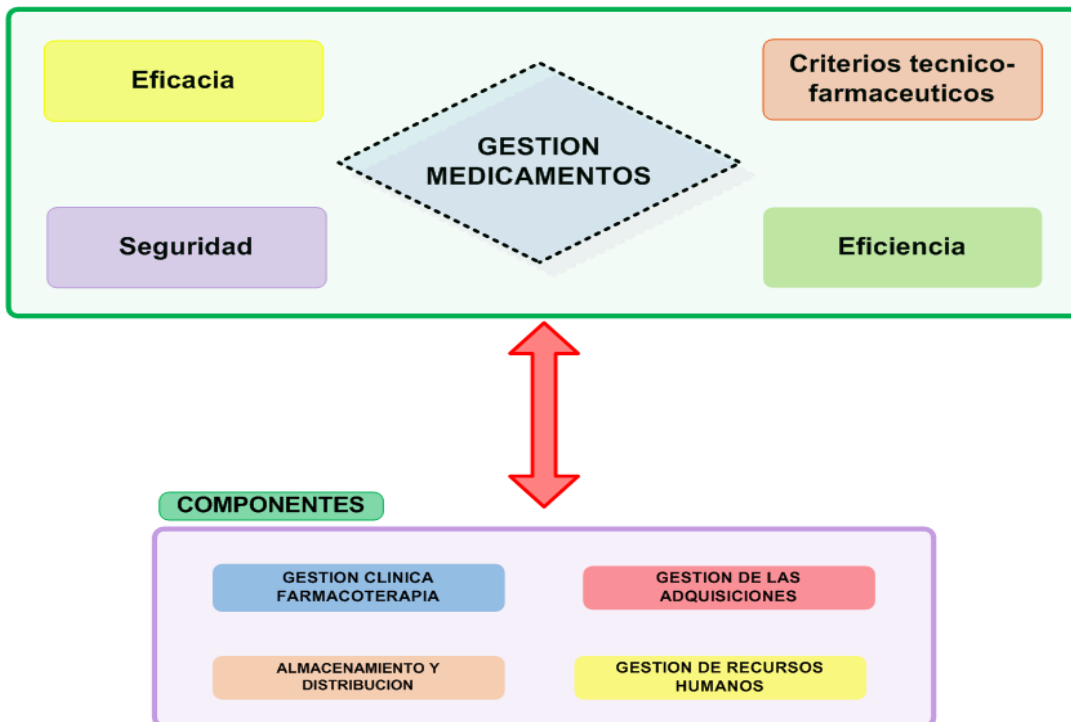 Eficacia
Criterios tecnico-
farmaceuticos
GESTION
MEDICAMENTOS
Seguridad
Eficiencia
COMPONENTES
GESTION CLINICA
FARMACOTERAPIA
GESTION DE LAS
ADQUISICIONES
ALMACENAMIENTO Y
DISTRIBUCION
GESTION DE RECURSOS
HUMANOS